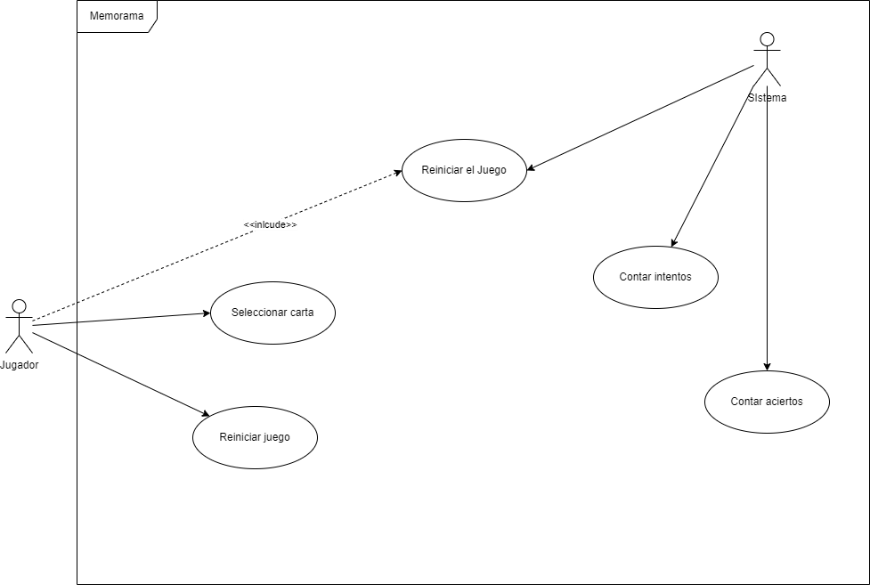 Memorama
SIstema
Reiniciar el Juego
<<inlcude>>
Contar intentos
Seleccionar carta
Jugador
Contar aciertos
Reiniciar juego